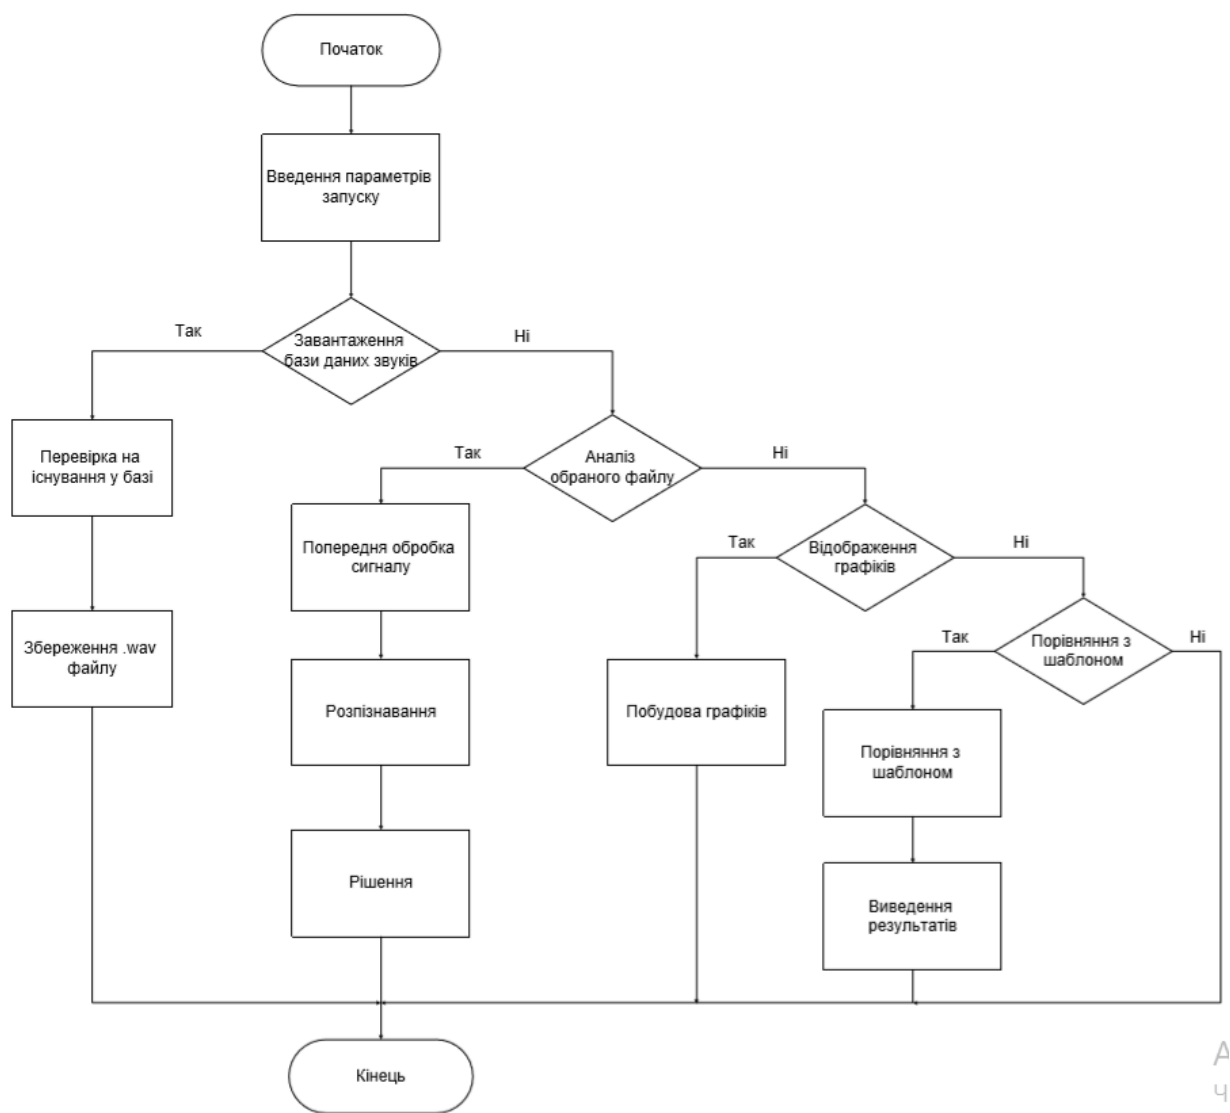 Початок
Введення параметрів
запуску
Завантаження
бази даних звуків
Так
Ні
Перевірка на
існування у базі
Збереження .wav
файлу
Аналіз
обраного файлу
Так
Ні
Попередня обробка
сигналу
Розпізнавання
Рішення
Відображення
графіків
Так
Ні
Побудова графіків
Порівняння з
шаблоном
Так
Ні
Порівняння з
шаблоном
Виведення
результатів
Кінець